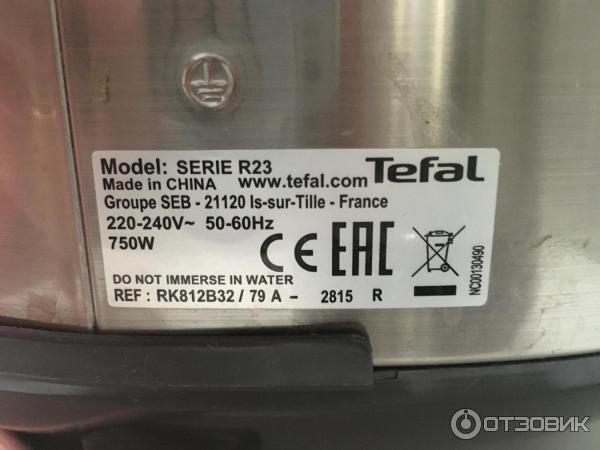 Model: SERIE R23 Tefal
Made in CHINA www.tefal.com
Groupe SEB - 21120 Is-sur-Tille - France
220-240V~ 50-60Hz
750W CE EAC
DO NOT IMMERSE IN WATER
REF : RK812B32 / 79 A - 2815 R
NC00130490
ОТЗОВИК